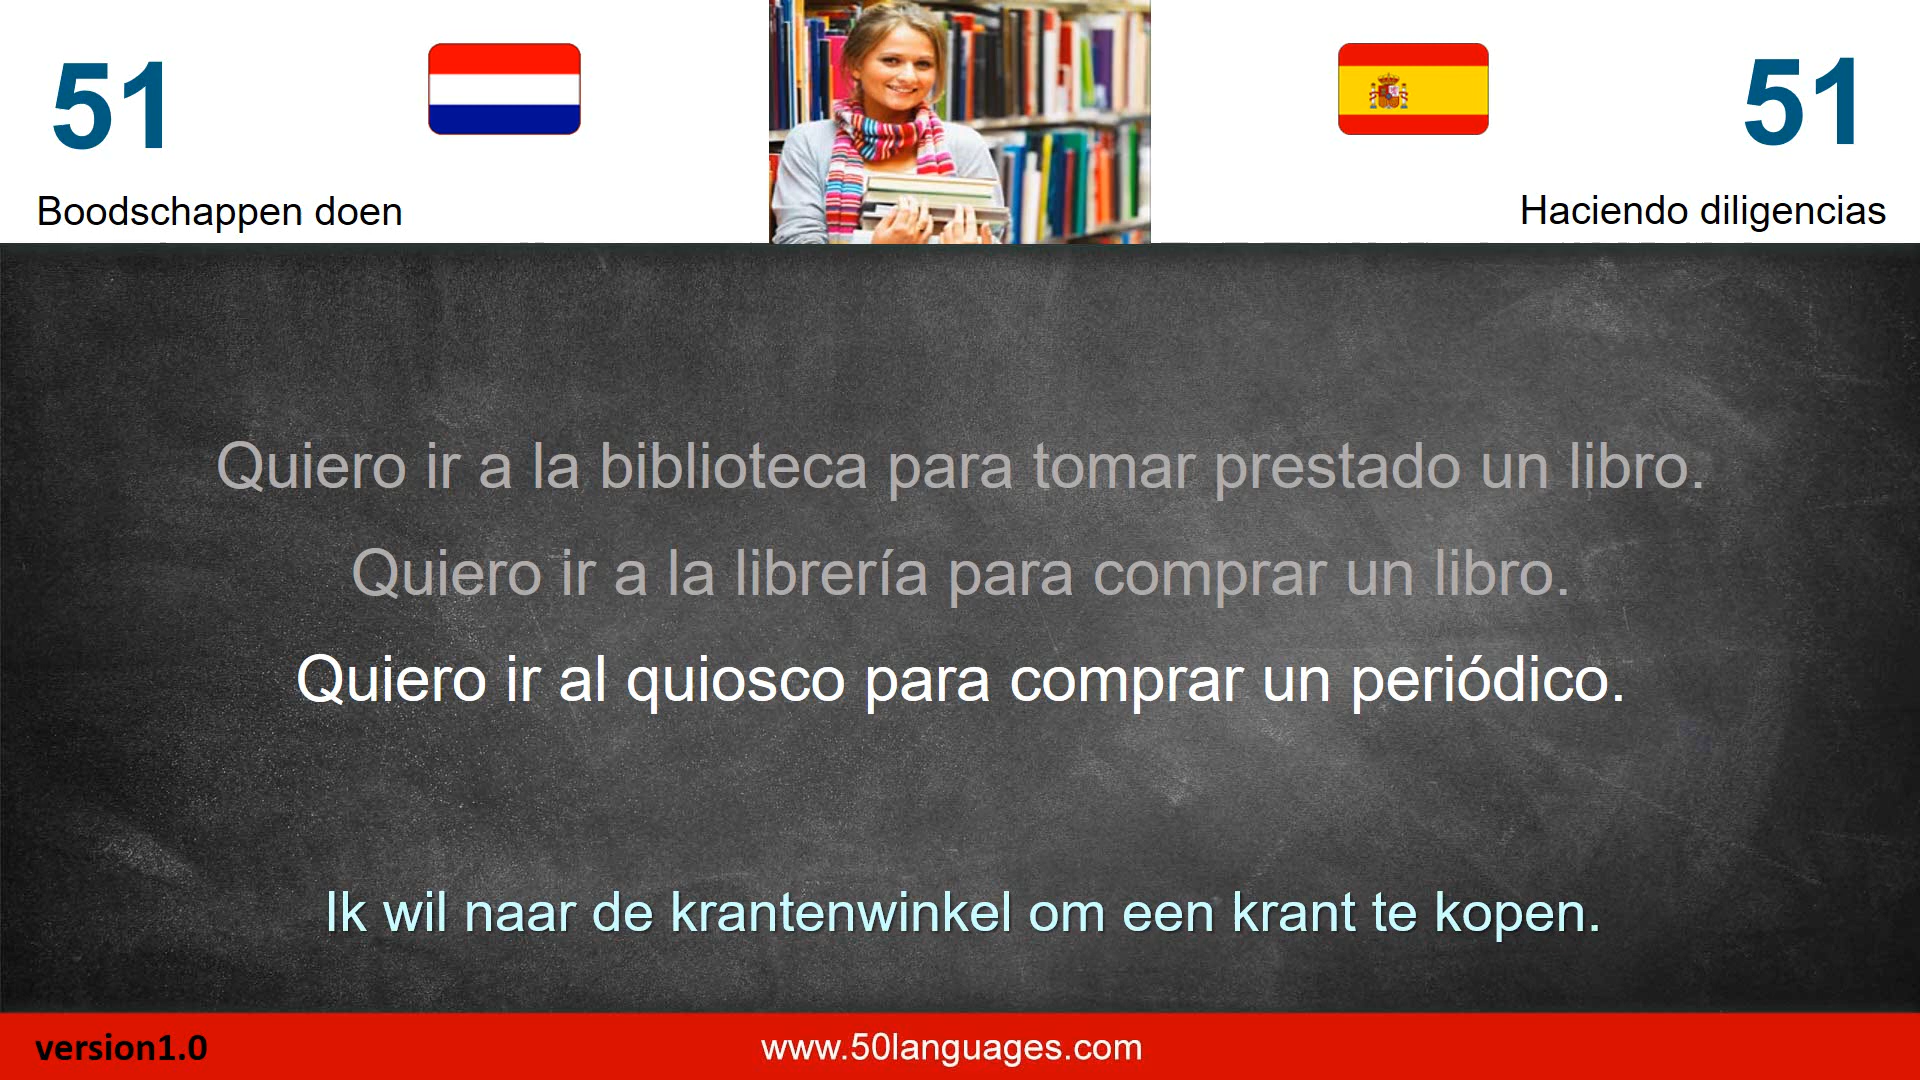 51
51
Boodschappen doen
Haciendo diligencias
Quiero ir a la biblioteca para tomar prestado un libro.
Quiero ir a la librería para comprar un libro.
Quiero ir al quiosco para comprar un periódico.
Ik wil naar de krantenwinkel om een krant te kopen.
version1.0
www.50languages.com